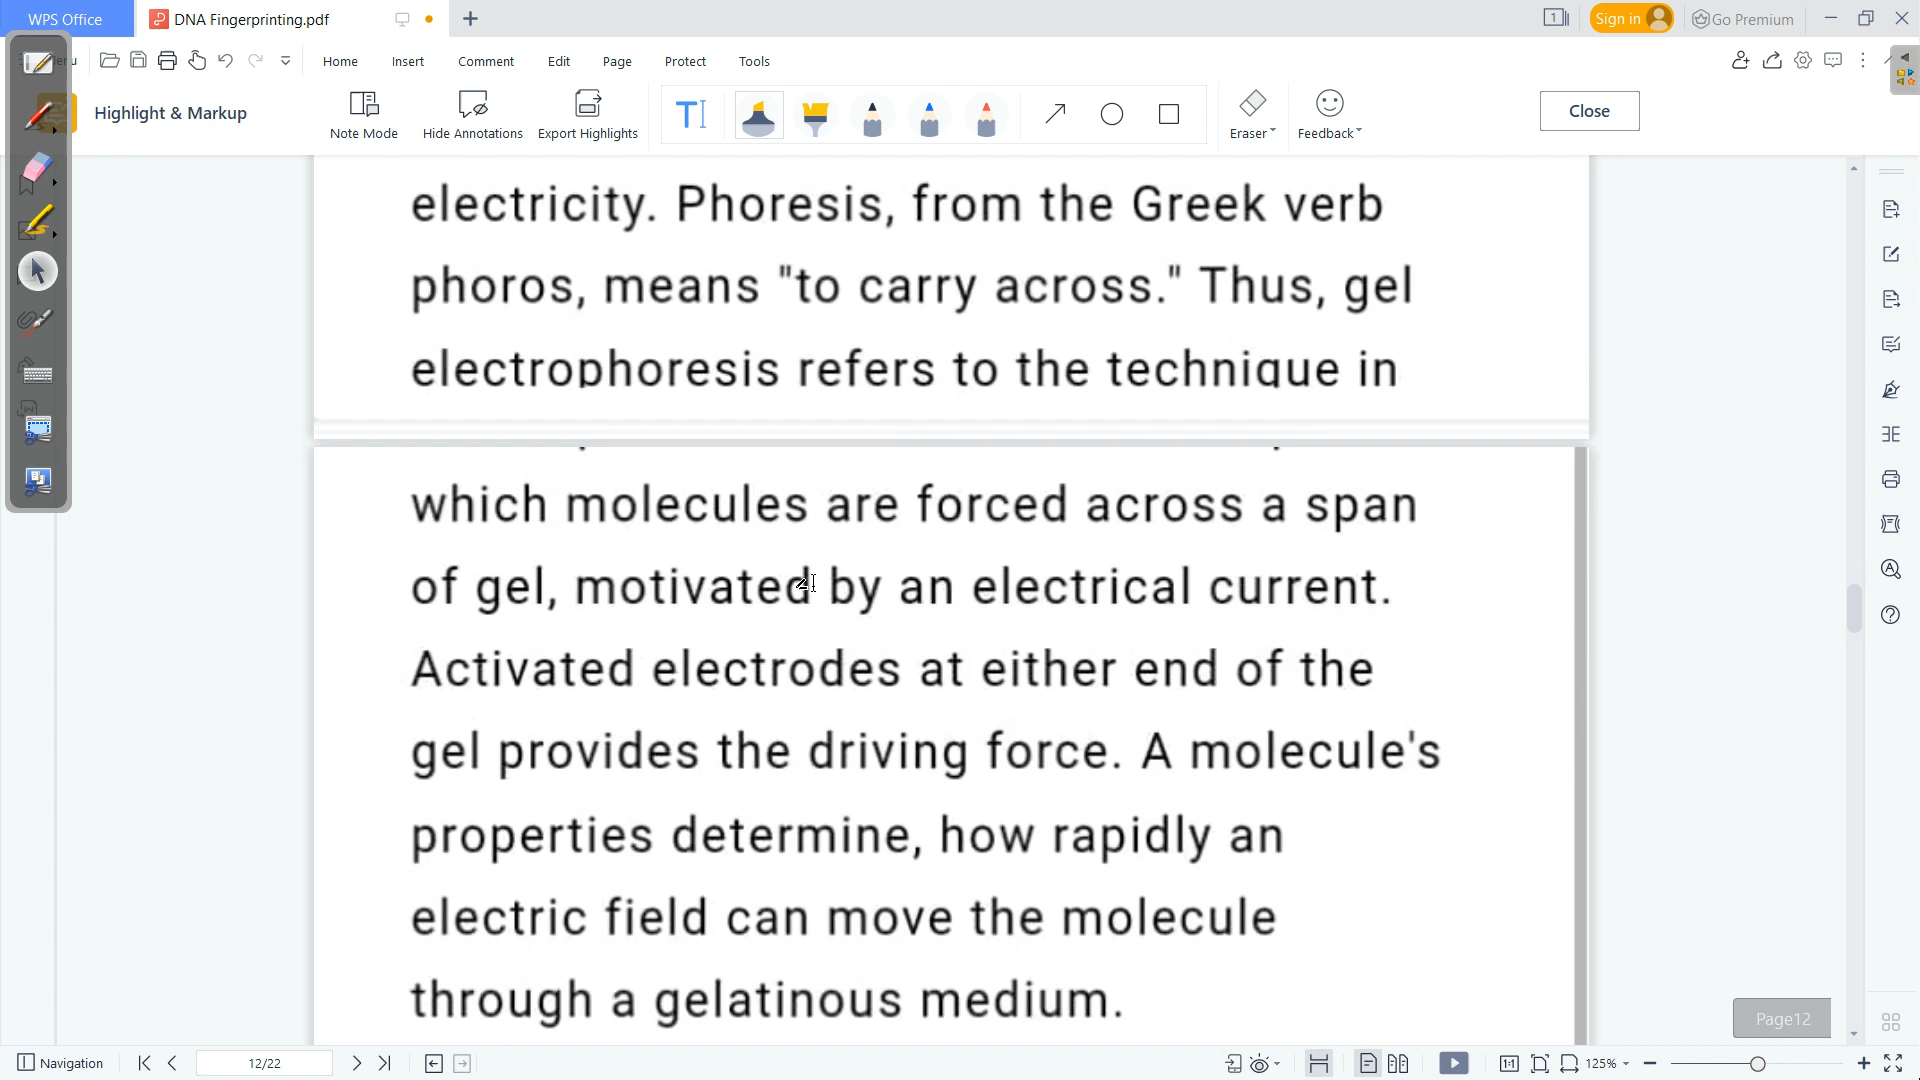 WPS Office
DNA Fingerprinting.pdf
1
Sign in
Go Premium
Home
Insert
Comment
Edit
Page
Protect
Tools
Highlight & Markup
Note Mode
Hide Annotations
Export Highlights
Eraser
Feedback
Close
electricity. Phoresis, from the Greek verb
phoros, means "to carry across." Thus, gel
electrophoresis refers to the technique in
which molecules are forced across a span
of gel, motivated by an electrical current.
Activated electrodes at either end of the
gel provides the driving force. A molecule's
properties determine, how rapidly an
electric field can move the molecule
through a gelatinous medium.
Page12
Navigation
12/22
1:1
125%